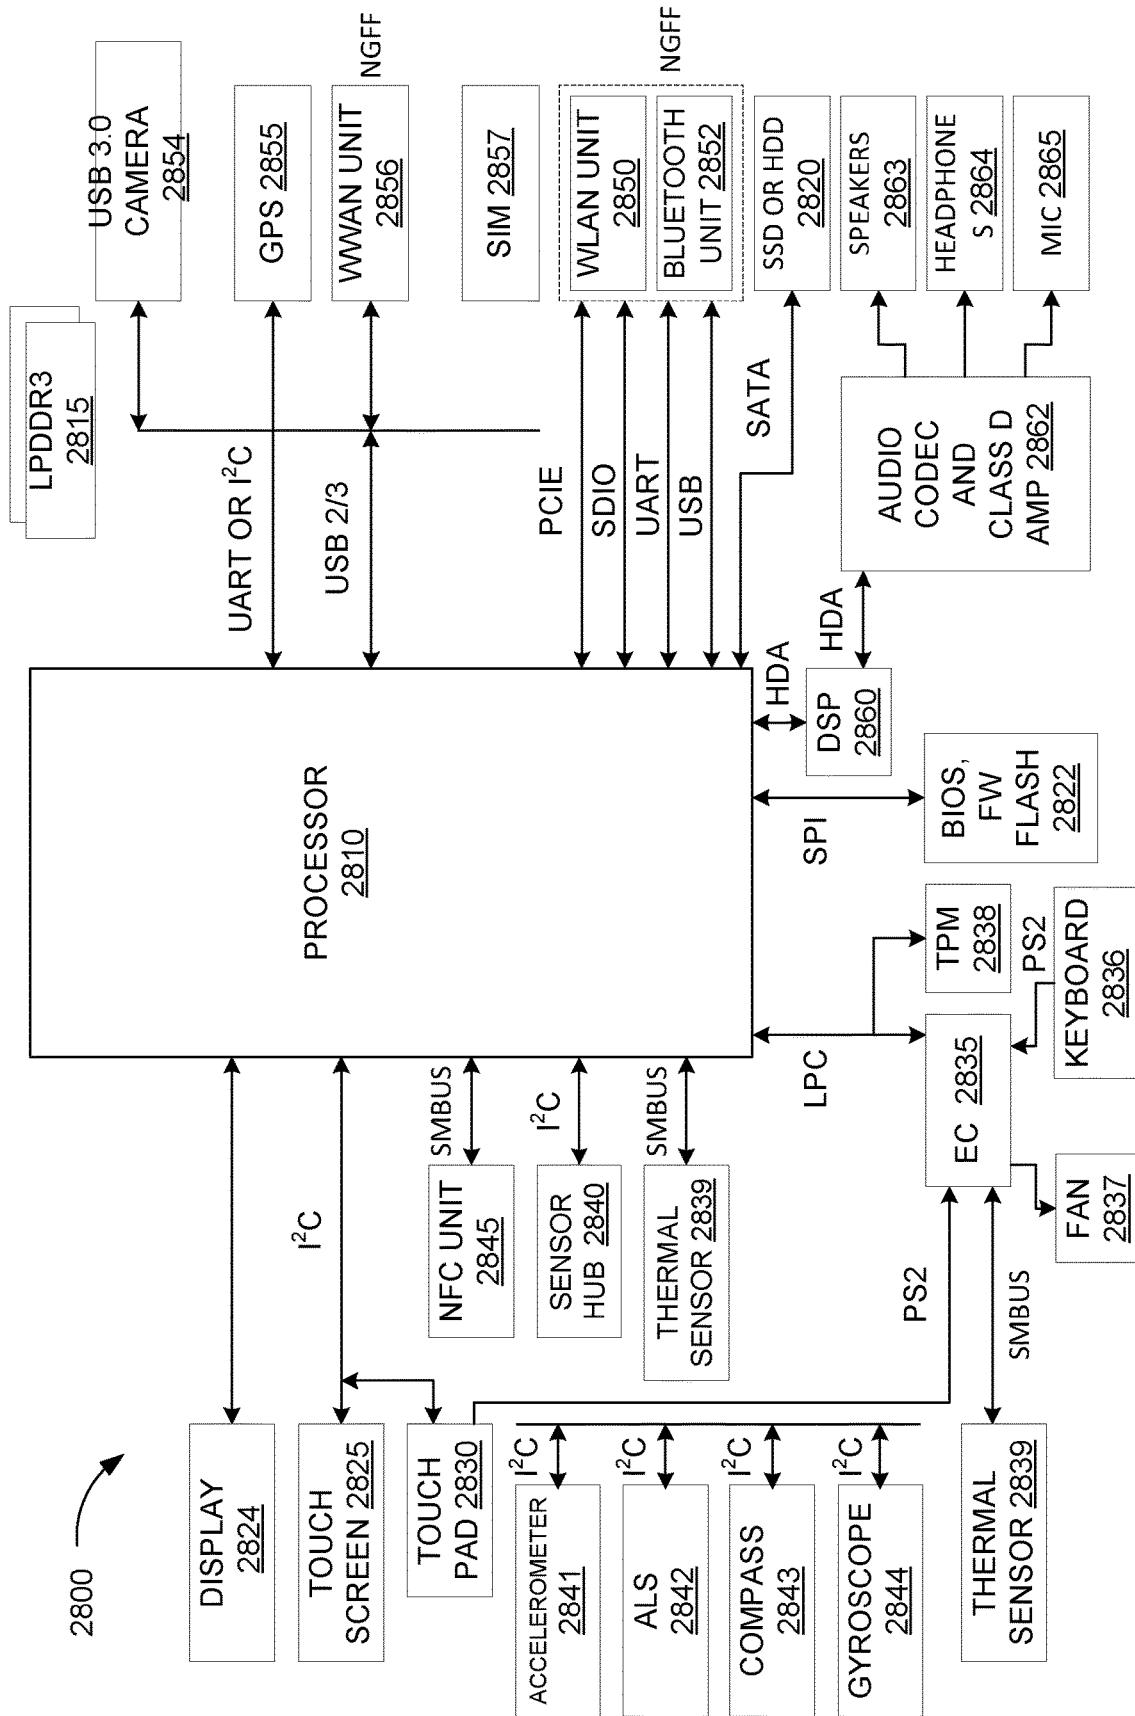 2800
DISPLAY
2824
TOUCH
SCREEN 2825
I²C
TOUCH
PAD 2830
ACCELEROMETER
2841
I²C
ALS
2842
I²C
COMPASS
2843
I²C
GYROSCOPE
2844
I²C
THERMAL
SENSOR 2839
SMBUS
PS2
NFC UNIT
2845
SMBUS
SENSOR
HUB 2840
I²C
THERMAL
SENSOR 2839
SMBUS
PROCESSOR
2810
LPC
EC 2835
FAN
2837
KEYBOARD
2836
PS2
TPM
2838
SPI
BIOS,
FW
FLASH
2822
HDA
DSP
2860
HDA
AUDIO
CODEC
AND
CLASS D
AMP 2862
LPDDR3
2815
UART OR I²C
USB 2/3
PCIE
SDIO
UART
USB
SATA
USB 3.0
CAMERA
2854
GPS 2855
WWAN UNIT
2856
NGFF
SIM 2857
WLAN UNIT
2850
BLUETOOTH
UNIT 2852
NGFF
SSD OR HDD
2820
SPEAKERS
2863
HEADPHONE
S 2864
MIC 2865